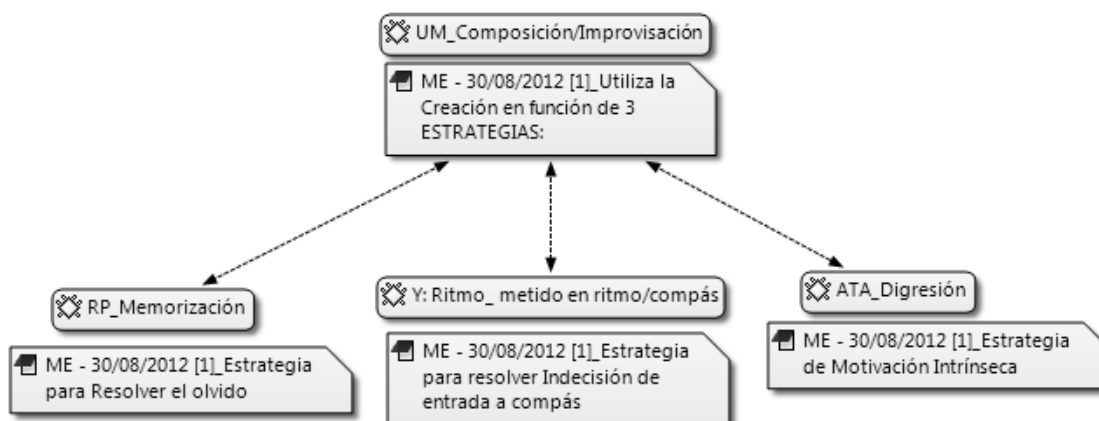 UM_Composición/Improvisación
ME - 30/08/2012 [1]_Utiliza la
Creación en función de 3
ESTRATEGIAS:
RP_Memorización
ME - 30/08/2012 [1]_Estrategia
para Resolver el olvido
Y: Ritmo_ metido en ritmo/compás
ME - 30/08/2012 [1]_Estrategia
para resolver Indecisión de
entrada a compás
ATA_Digresión
ME - 30/08/2012 [1]_Estrategia
de Motivación Intrínseca